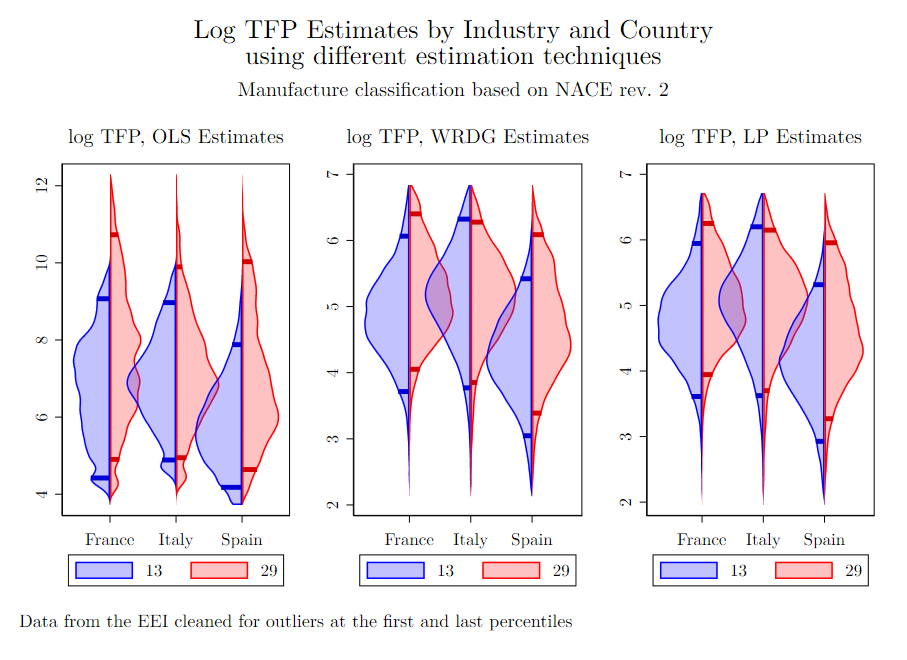 Log TFP Estimates by Industry and Country
using different estimation techniques
Manufacture classification based on NACE rev. 2
log TFP, OLS Estimates
12
10
8
6
4
France Italy Spain
13 29
log TFP, WRDG Estimates
7
6
5
4
3
2
France Italy Spain
13 29
log TFP, LP Estimates
7
6
5
4
3
2
France Italy Spain
13 29
Data from the EEI cleaned for outliers at the first and last percentiles